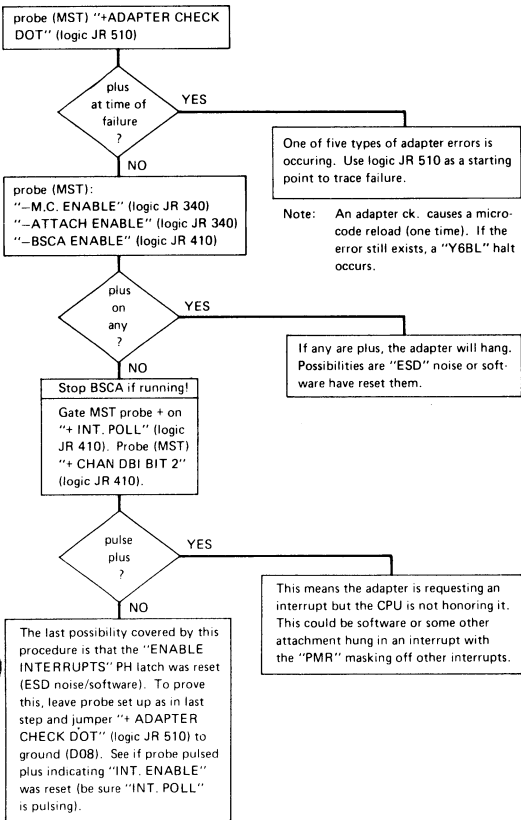 probe (MST) "+ADAPTER CHECK
DOT" (logic JR 510)
plus
at time of
failure
?
YES
One of five types of adapter errors is
occuring. Use logic JR 510 as a starting
point to trace failure.
NO
Note: An adapter ck. causes a micro-
code reload (one time). If the
error still exists, a "Y6BL" halt
occurs.
probe (MST):
"−M.C. ENABLE" (logic JR 340)
"−ATTACH ENABLE" (logic JR 340)
"−BSCA ENABLE" (logic JR 410)
plus
on
any
?
YES
If any are plus, the adapter will hang.
Possibilities are "ESD" noise or soft-
ware have reset them.
NO
Stop BSCA if running!
Gate MST probe + on
"+ INT. POLL" (logic
JR 410). Probe (MST)
"+ CHAN DBI BIT 2"
(logic JR 410).
pulse
plus
?
YES
This means the adapter is requesting an
interrupt but the CPU is not honoring it.
This could be software or some other
attachment hung in an interrupt with
the "PMR" masking off other interrupts.
NO
The last possibility covered by this
procedure is that the "ENABLE
INTERRUPTS" PH latch was reset
(ESD noise/software). To prove
this, leave probe set up as in last
step and jumper "+ ADAPTER
CHECK DOT" (logic JR 510) to
ground (D08). See if probe pulsed
plus indicating "INT. ENABLE"
was reset (be sure "INT. POLL"
is pulsing).